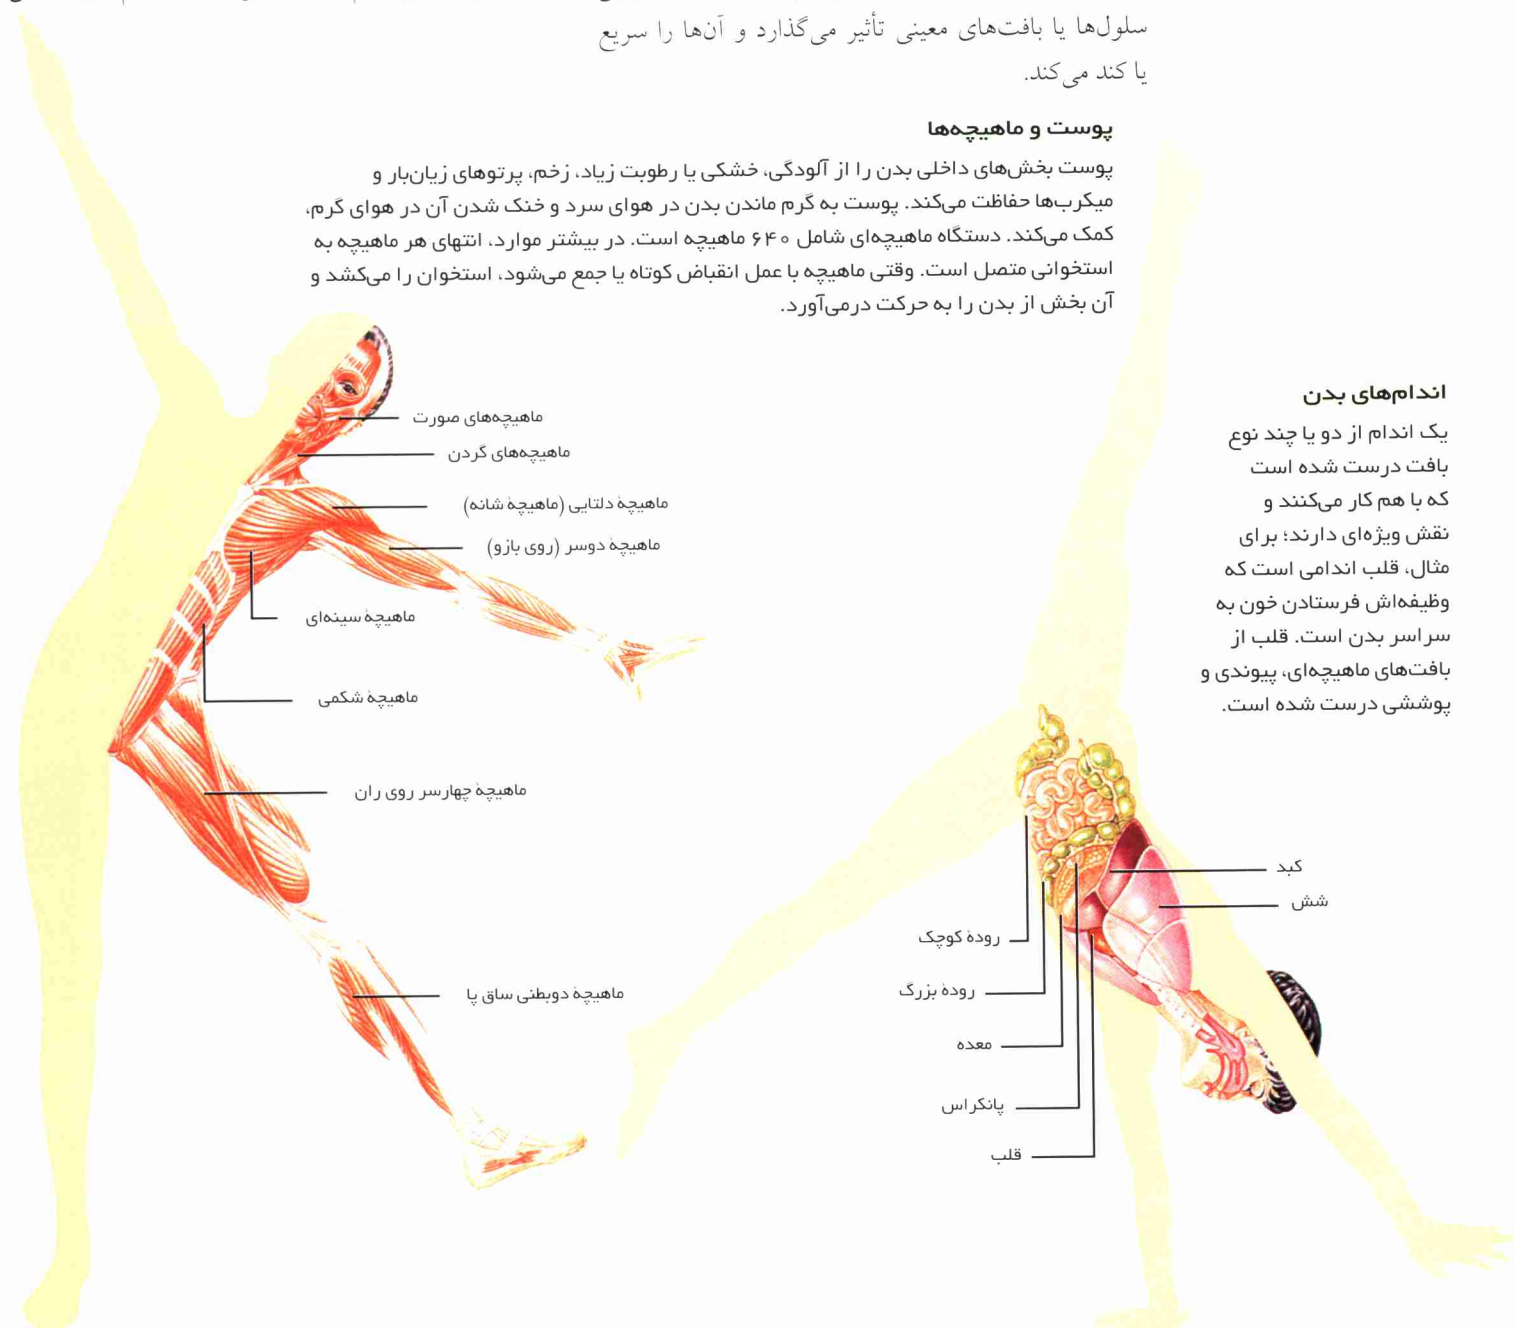 سلول‌ها یا بافت‌های معینی تأثیر می‌گذارد و آن‌ها را سریع
یا کند می‌کند.
پوست و ماهیچه‌ها
پوست بخش‌های داخلی بدن را از آلودگی، خشکی یا رطوبت زیاد، زخم، پرتوهای زیان‌بار و
میکرب‌ها حفاظت می‌کند. پوست به گرم ماندن بدن در هوای سرد و خنک شدن آن در هوای گرم،
کمک می‌کند. دستگاه ماهیچه‌ای شامل ۶۴۰ ماهیچه است. در بیشتر موارد، انتهای هر ماهیچه به
استخوانی متصل است. وقتی ماهیچه با عمل انقباض کوتاه یا جمع می‌شود، استخوان را می‌کشد و
آن بخش از بدن را به حرکت درمی‌آورد.
اندام‌های بدن
یک اندام از دو یا چند نوع
بافت درست شده است
که با هم کار می‌کنند و
نقش ویژه‌ای دارند؛ برای
مثال، قلب اندامی است که
وظیفه‌اش فرستادن خون به
سراسر بدن است. قلب از
بافت‌های ماهیچه‌ای، پیوندی و
پوششی درست شده است.
ماهیچه‌های صورت
ماهیچه‌های گردن
ماهیچهٔ دلتایی (ماهیچهٔ شانه)
ماهیچهٔ دوسر (روی بازو)
ماهیچهٔ سینه‌ای
ماهیچهٔ شکمی
ماهیچهٔ چهارسر روی ران
ماهیچهٔ دوبطنی ساق پا
کبد
شش
رودهٔ کوچک
رودهٔ بزرگ
معده
پانکراس
قلب